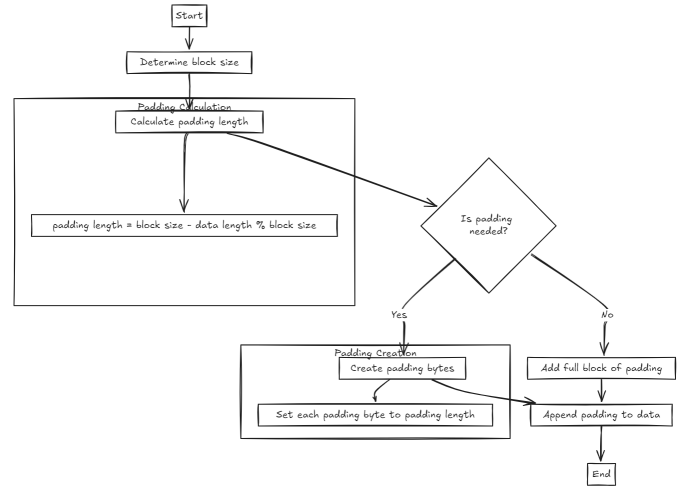 Start
Determine block size
Padding Calculation
Calculate padding length
padding length = block size - data length % block size
Is padding
needed?
Yes
No
Padding Creation
Create padding bytes
Add full block of padding
Set each padding byte to padding length
Append padding to data
End